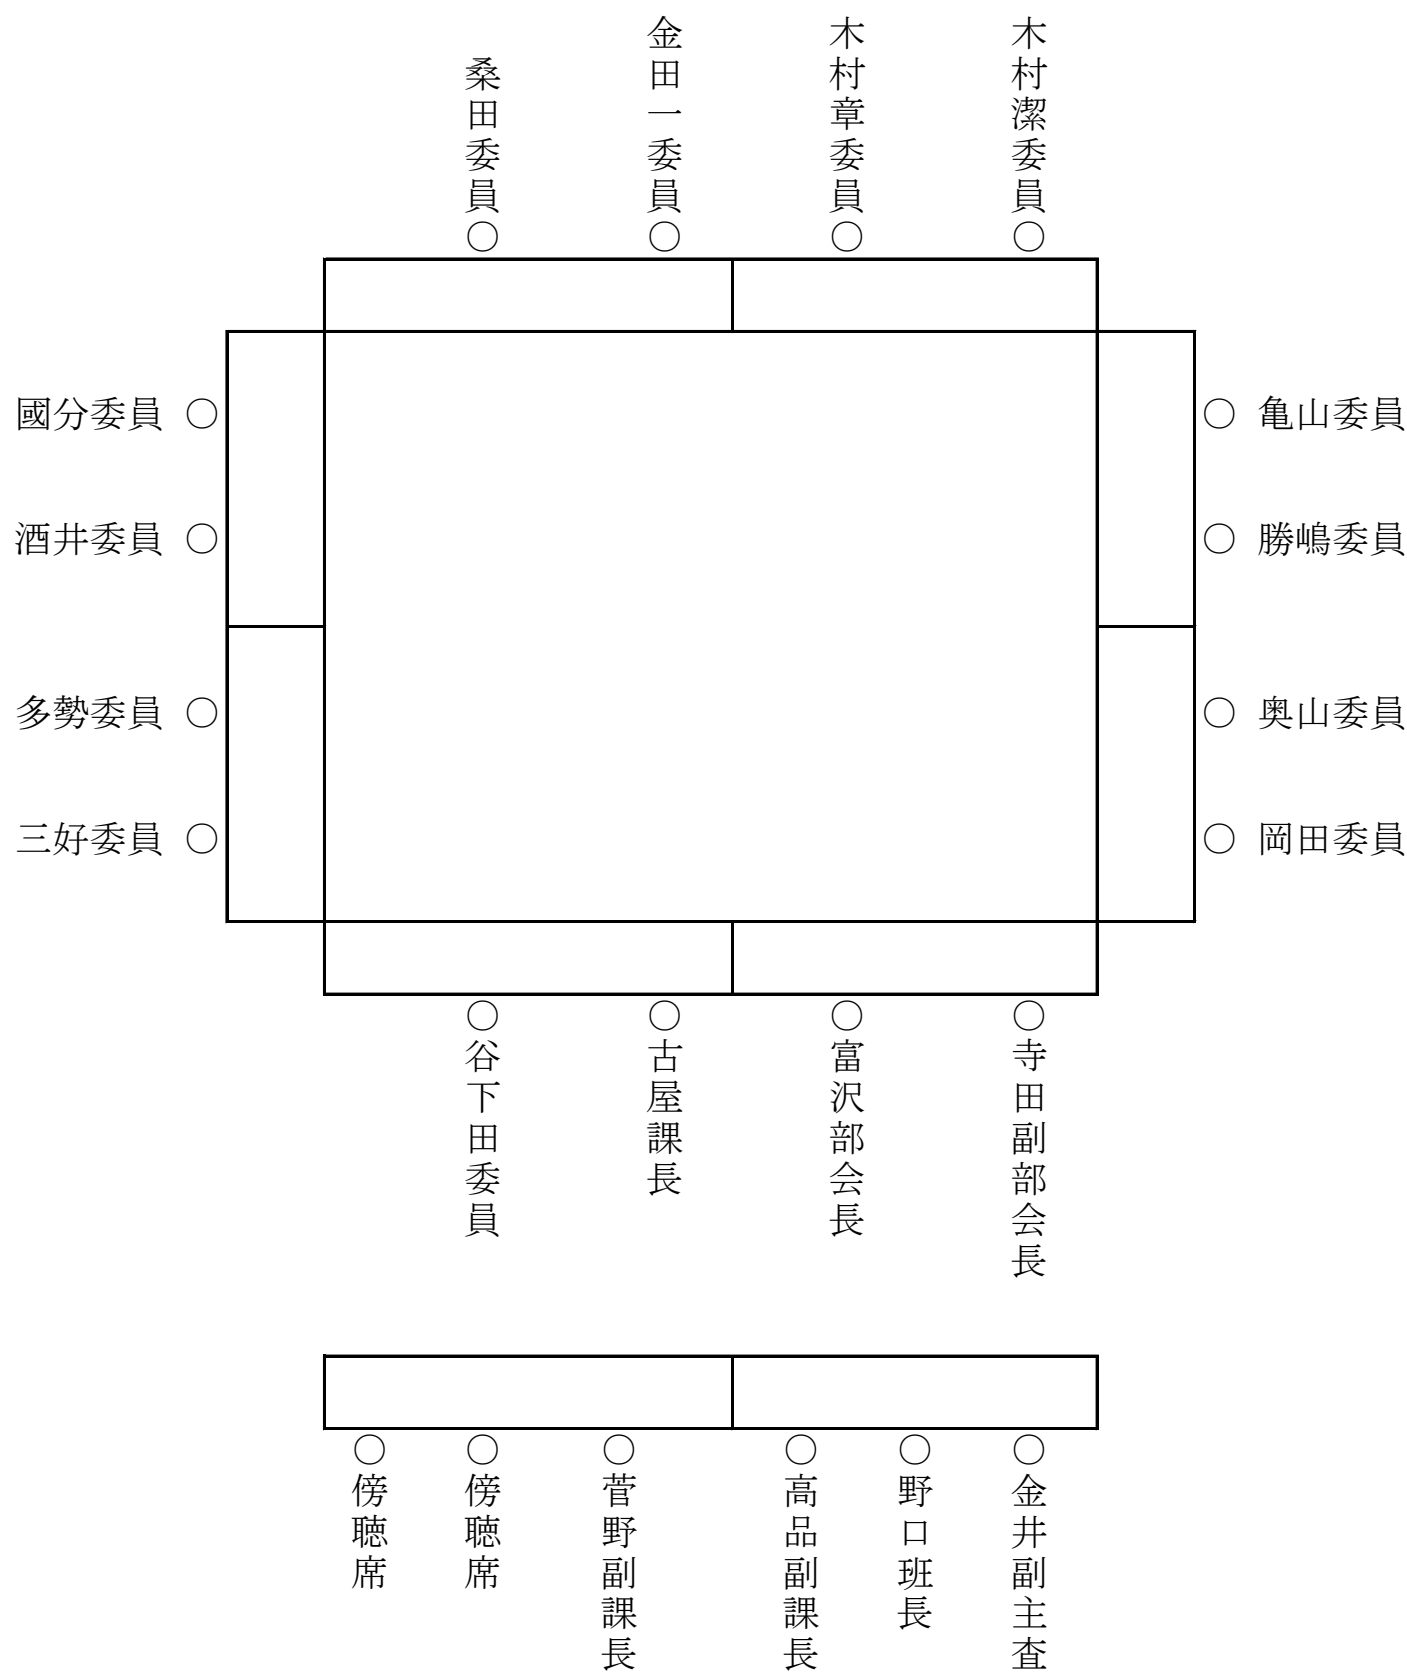 桑田委員○
金田一委員○
木村章委員○
木村潔委員○
國分委員 ○
酒井委員 ○
多勢委員 ○
三好委員 ○
○ 亀山委員
○ 勝嶋委員
○ 奥山委員
○ 岡田委員
○谷下田委員
○古屋課長
○富沢部会長
○寺田副部会長
○傍聴席
○傍聴席
○菅野副課長
○高品副課長
○野口班長
○金井副主査